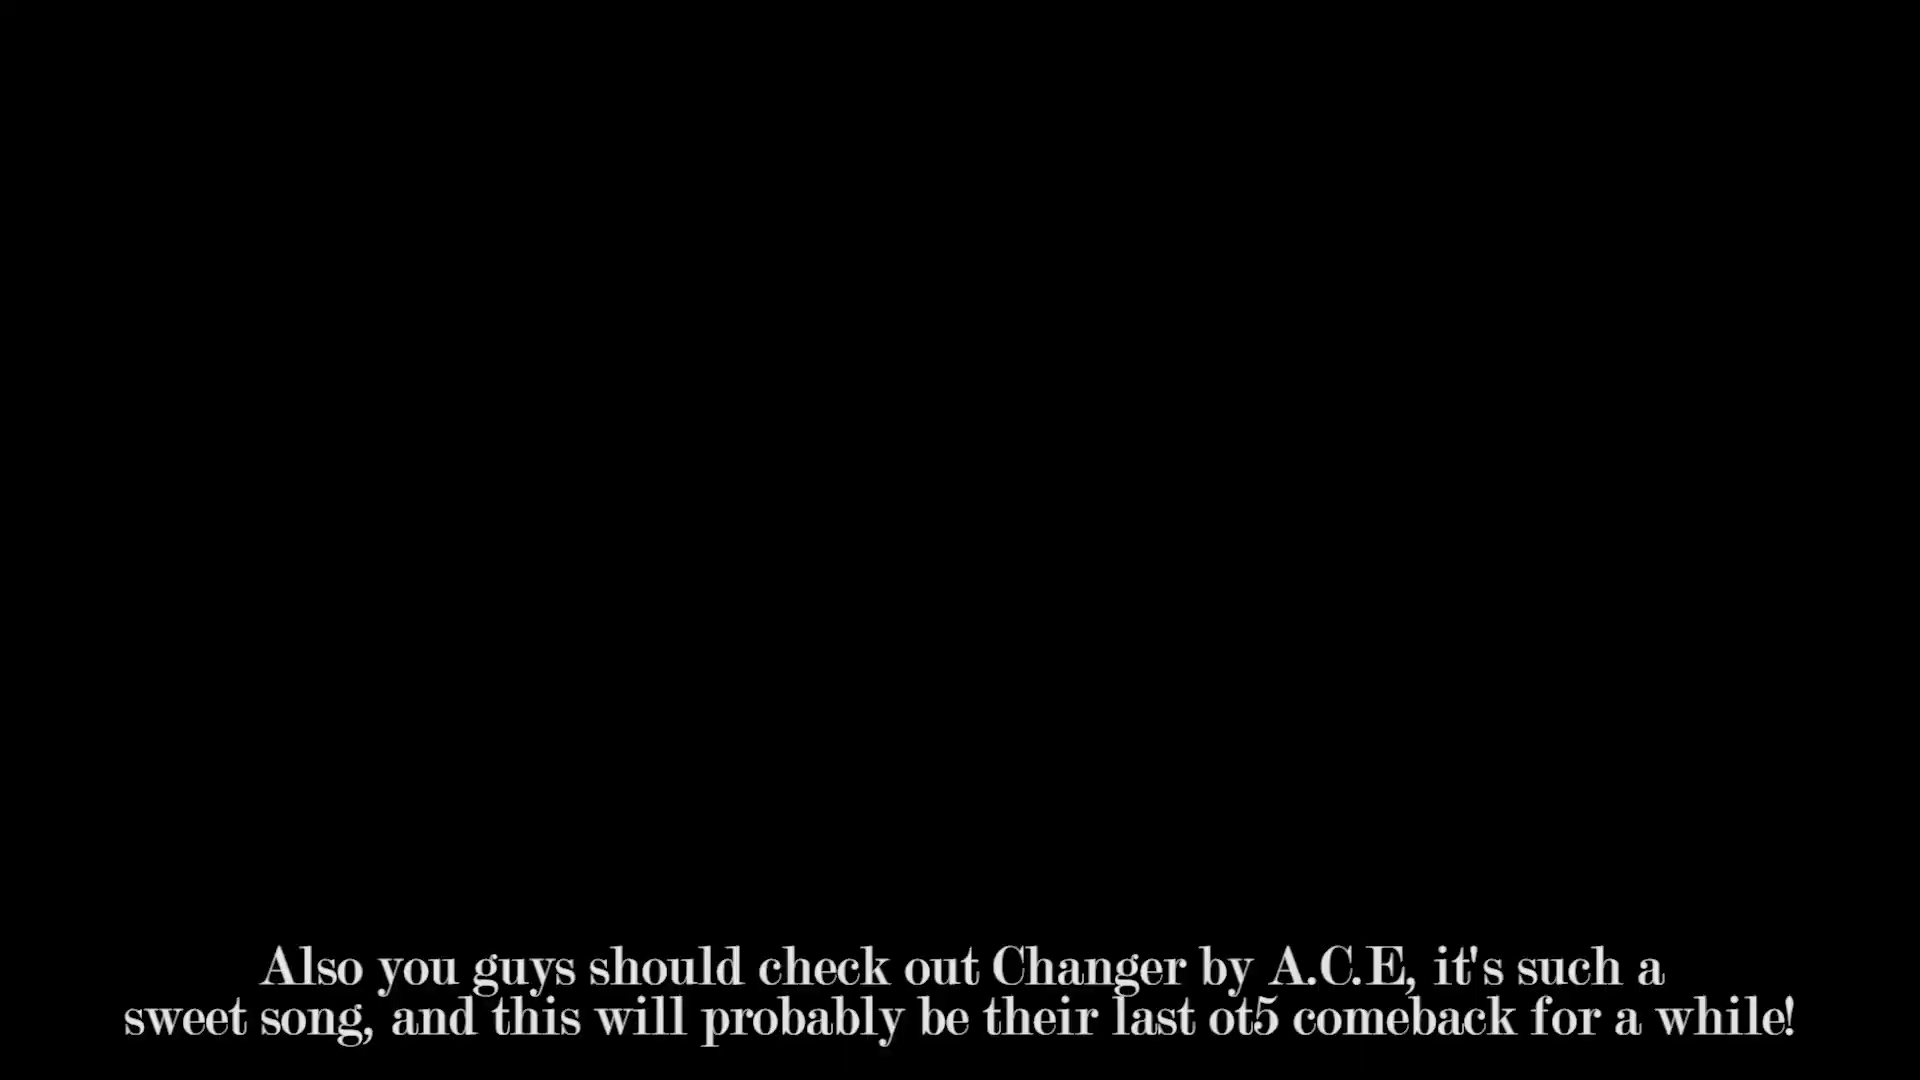 Also you guys should check out Changer by A.C.E, it's such a
sweet song, and this will probably be their last ot5 comeback for a while!